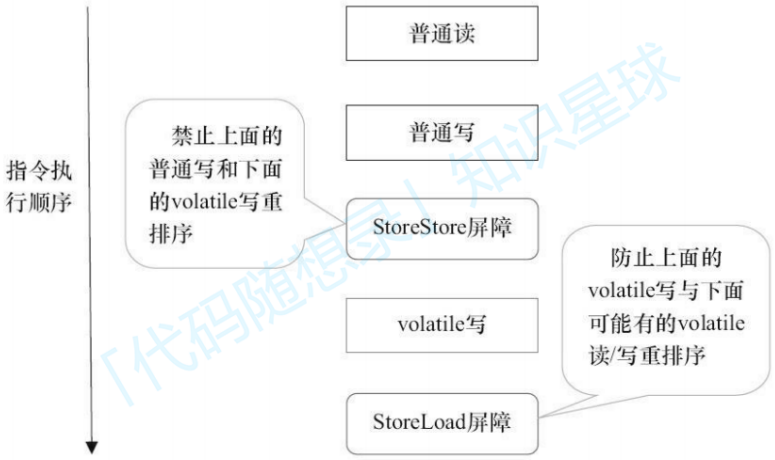 普通读
普通写
禁止上面的
普通写和下面
的volatile写重
排序
指令执
行顺序
StoreStore屏障
防止上面的
volatile写与下面
可能有的volatile
读/写重排序
volatile写
StoreLoad屏障
「代码随想录」知识星球